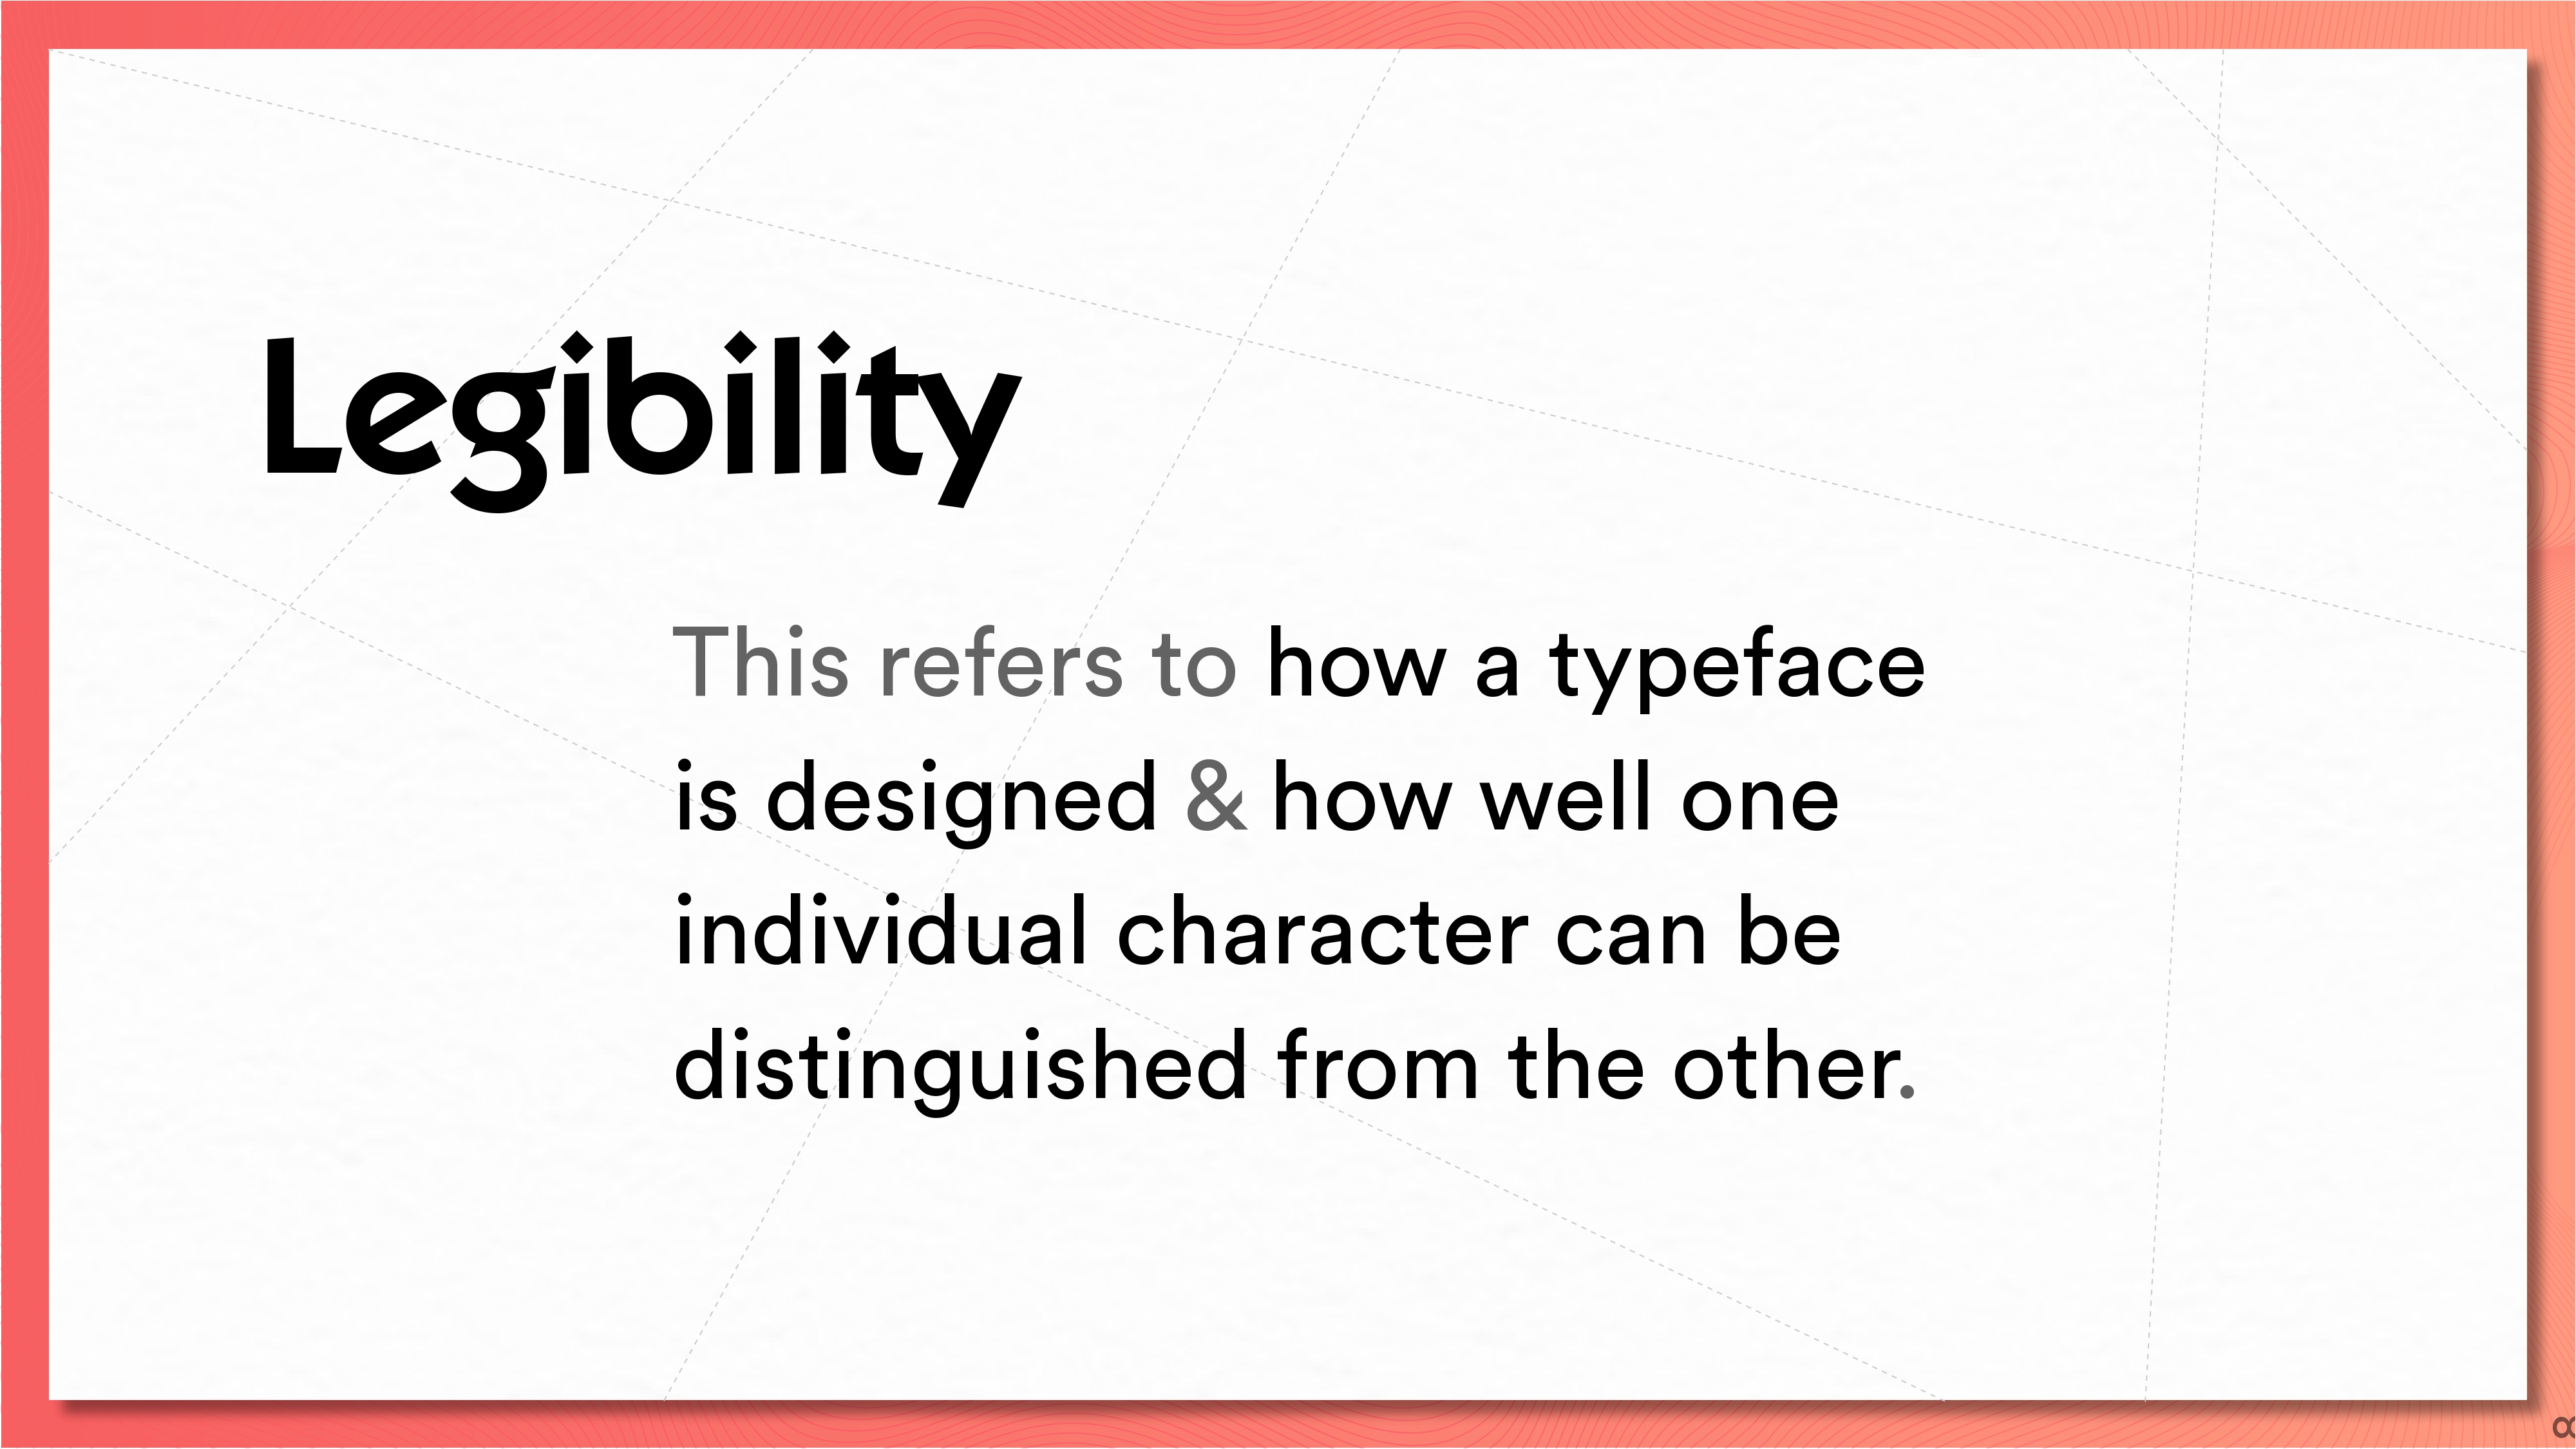 Legibility
This refers to how a typeface
is designed & how well one
individual character can be
distinguished from the other.